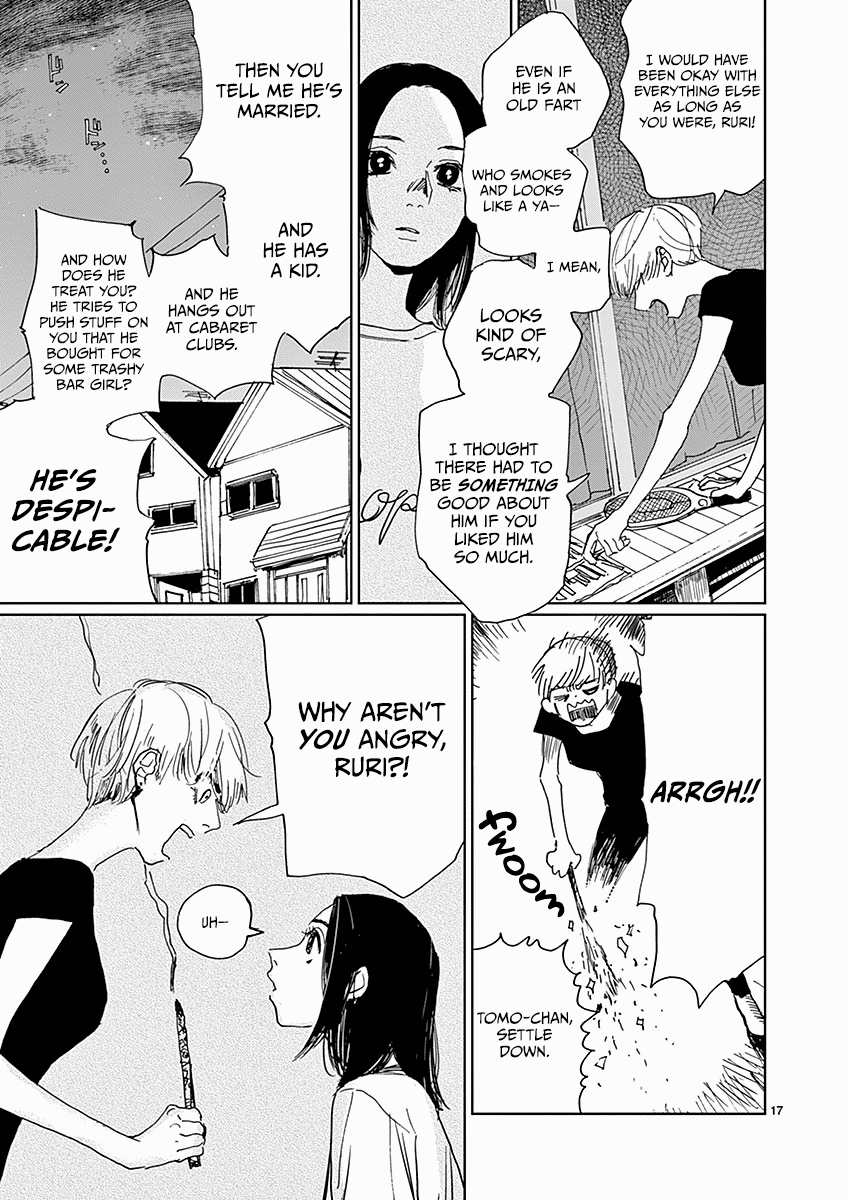 I WOULD HAVE
BEEN OKAY WITH
EVERYTHING ELSE
AS LONG AS
YOU WERE, RURI!
EVEN IF
HE IS AN
OLD FART
WHO SMOKES
AND LOOKS
LIKE A YA—
I MEAN,
LOOKS
KIND OF
SCARY,
I THOUGHT
THERE HAD TO
BE SOMETHING
GOOD ABOUT
HIM IF YOU
LIKED HIM
SO MUCH.
op
THEN YOU
TELL ME HE'S
MARRIED.
ドン
ドン…
AND
HE HAS
A KID.
AND HE
HANGS OUT
AT CABARET
CLUBS.
AND HOW
DOES HE
TREAT YOU?
HE TRIES TO
PUSH STUFF ON
YOU THAT HE
BOUGHT FOR
SOME TRASHY
BAR GIRL?
HE'S
DESPI-
CABLE!
ARRGH!!
fwoom
TOMO-CHAN,
SETTLE
DOWN.
WHY AREN'T
YOU ANGRY,
RURI?!
UH—
17